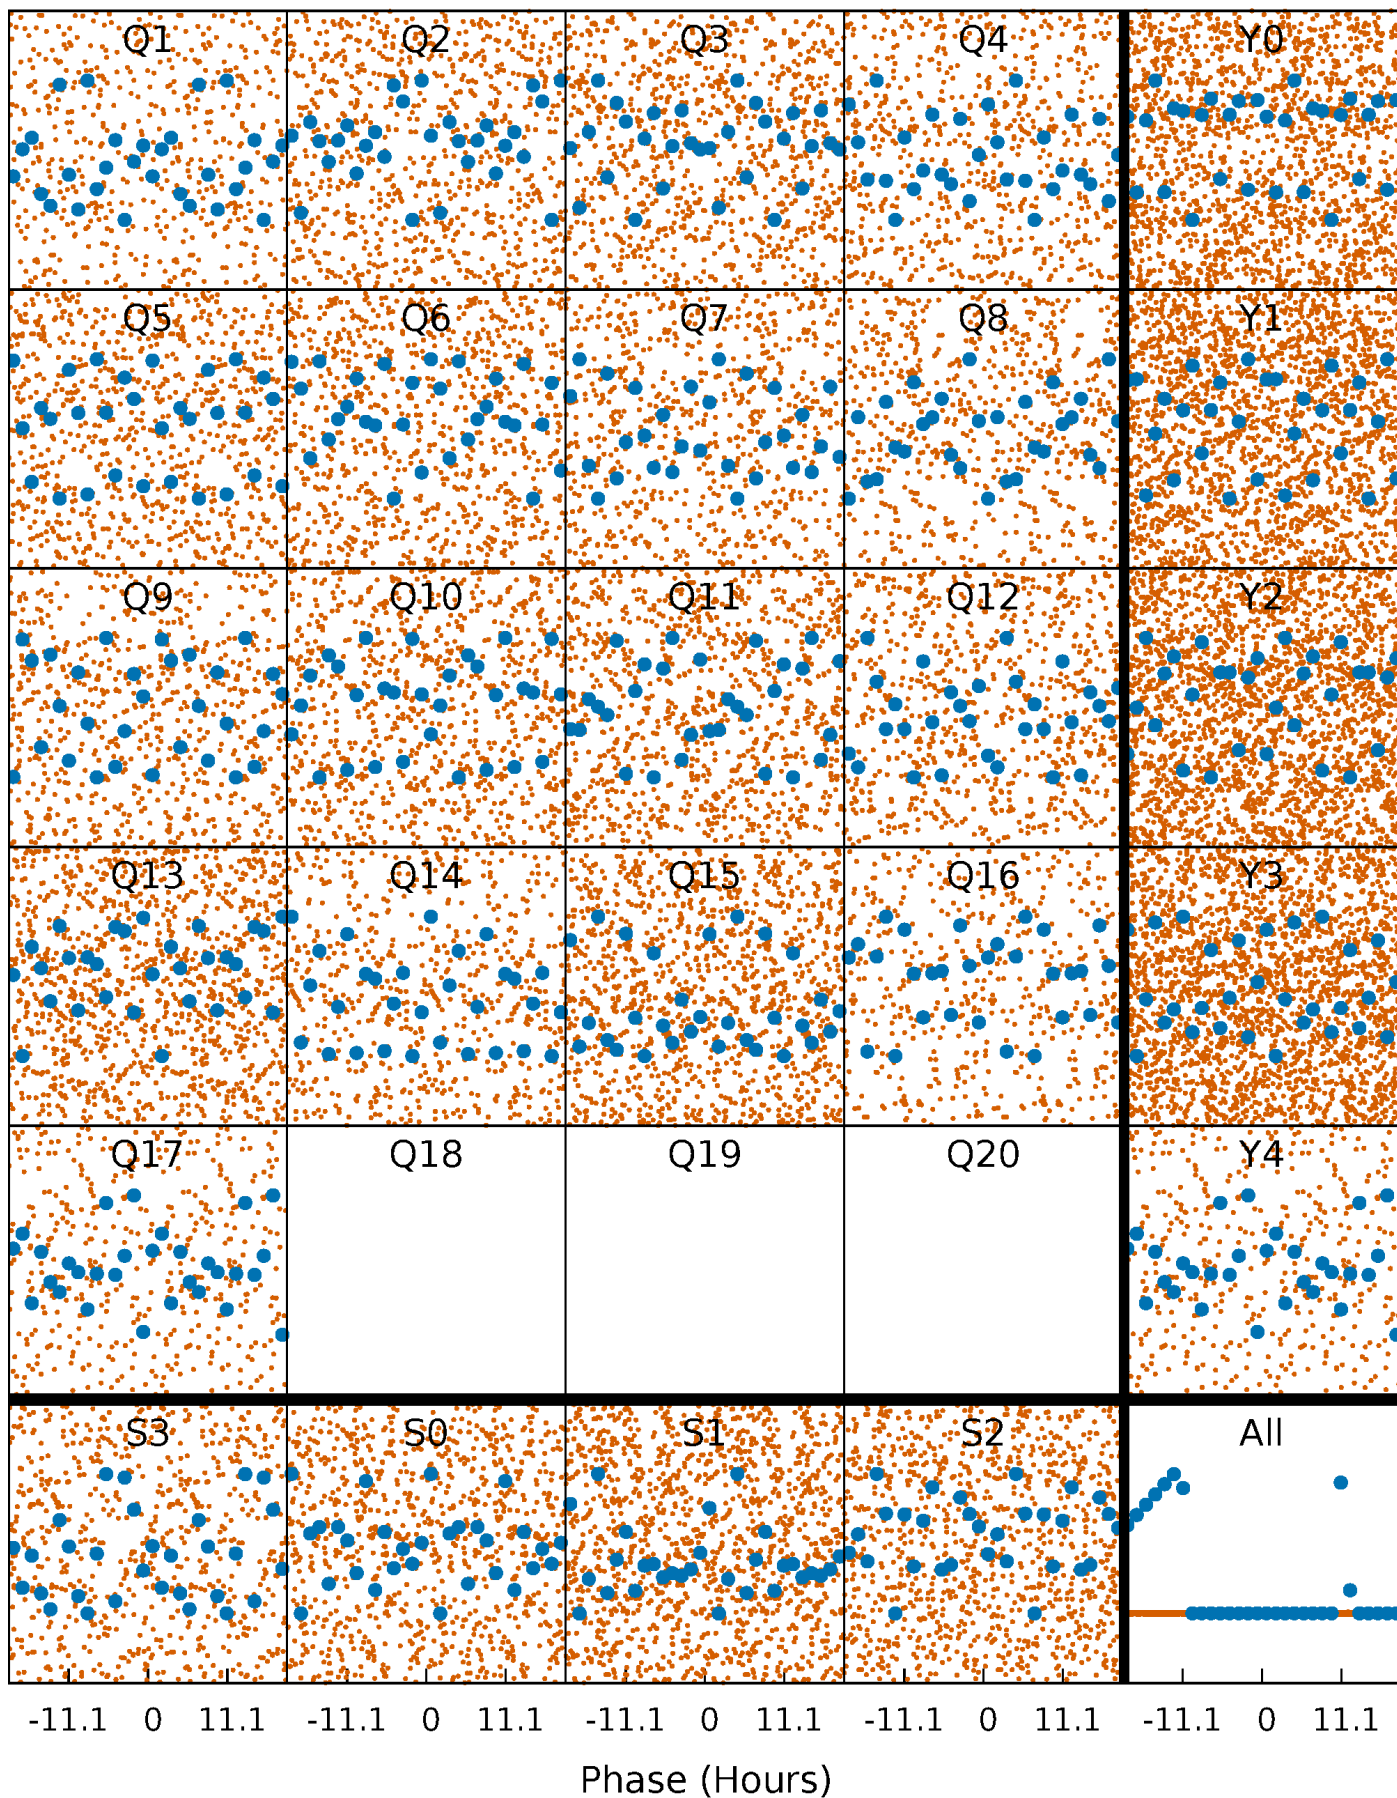 Q1 Q2 Q3 Q4 Y0
Q5 Q6 Q7 Q8 Y1
Q9 Q10 Q11 Q12 Y2
Q13 Q14 Q15 Q16 Y3
Q17 Q18 Q19 Q20 Y4
S3 S0 S1 S2 All
-11.1 0 11.1 -11.1 0 11.1 -11.1 0 11.1 -11.1 0 11.1 -11.1 0 11.1
Phase (Hours)